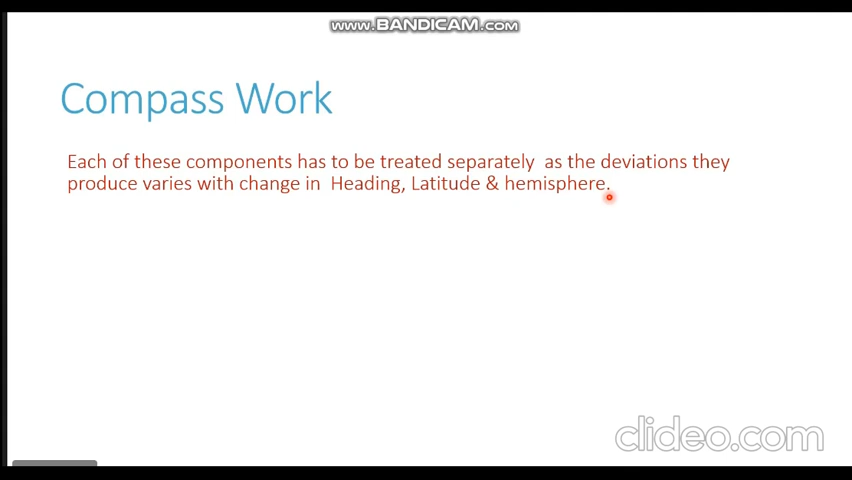 www.BANDICAM.com
Compass Work
Each of these components has to be treated separately  as the deviations they
produce varies with change in  Heading, Latitude & hemisphere.
clideo.com